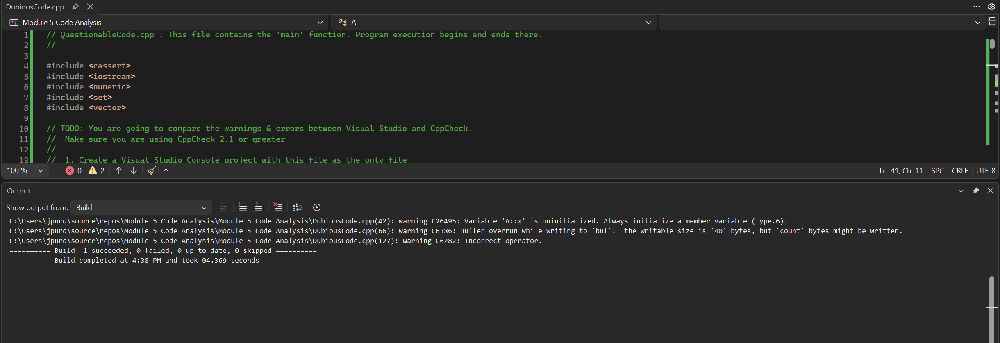 DubiousCode.cpp
Module 5 Code Analysis
A
1 // QuestionableCode.cpp : This file contains the 'main' function. Program execution begins and ends there.
2 //
3
4 #include <cassert>
5 #include <iostream>
6 #include <numeric>
7 #include <set>
8 #include <vector>
9
10 // TODO: You are going to compare the warnings & errors between Visual Studio and CppCheck.
11 //  Make sure you are using CppCheck 2.1 or greater
12 //
13 //  1. Create a Visual Studio Console project with this file as the only file
100 % 0 2 Ln: 41, Ch: 11 SPC CRLF UTF-8
Output
Show output from: Build
C:\Users\jpurd\source\repos\Module 5 Code Analysis\Module 5 Code Analysis\DubiousCode.cpp(42): warning C26495: Variable 'A::x' is uninitialized. Always initialize a member variable (type.6).
C:\Users\jpurd\source\repos\Module 5 Code Analysis\Module 5 Code Analysis\DubiousCode.cpp(66): warning C6386: Buffer overrun while writing to 'buf':  the writable size is '40' bytes, but 'count' bytes might be written.
C:\Users\jpurd\source\repos\Module 5 Code Analysis\Module 5 Code Analysis\DubiousCode.cpp(127): warning C6282: Incorrect operator.
========== Build: 1 succeeded, 0 failed, 0 up-to-date, 0 skipped ==========
========== Build completed at 4:38 PM and took 04.369 seconds ==========